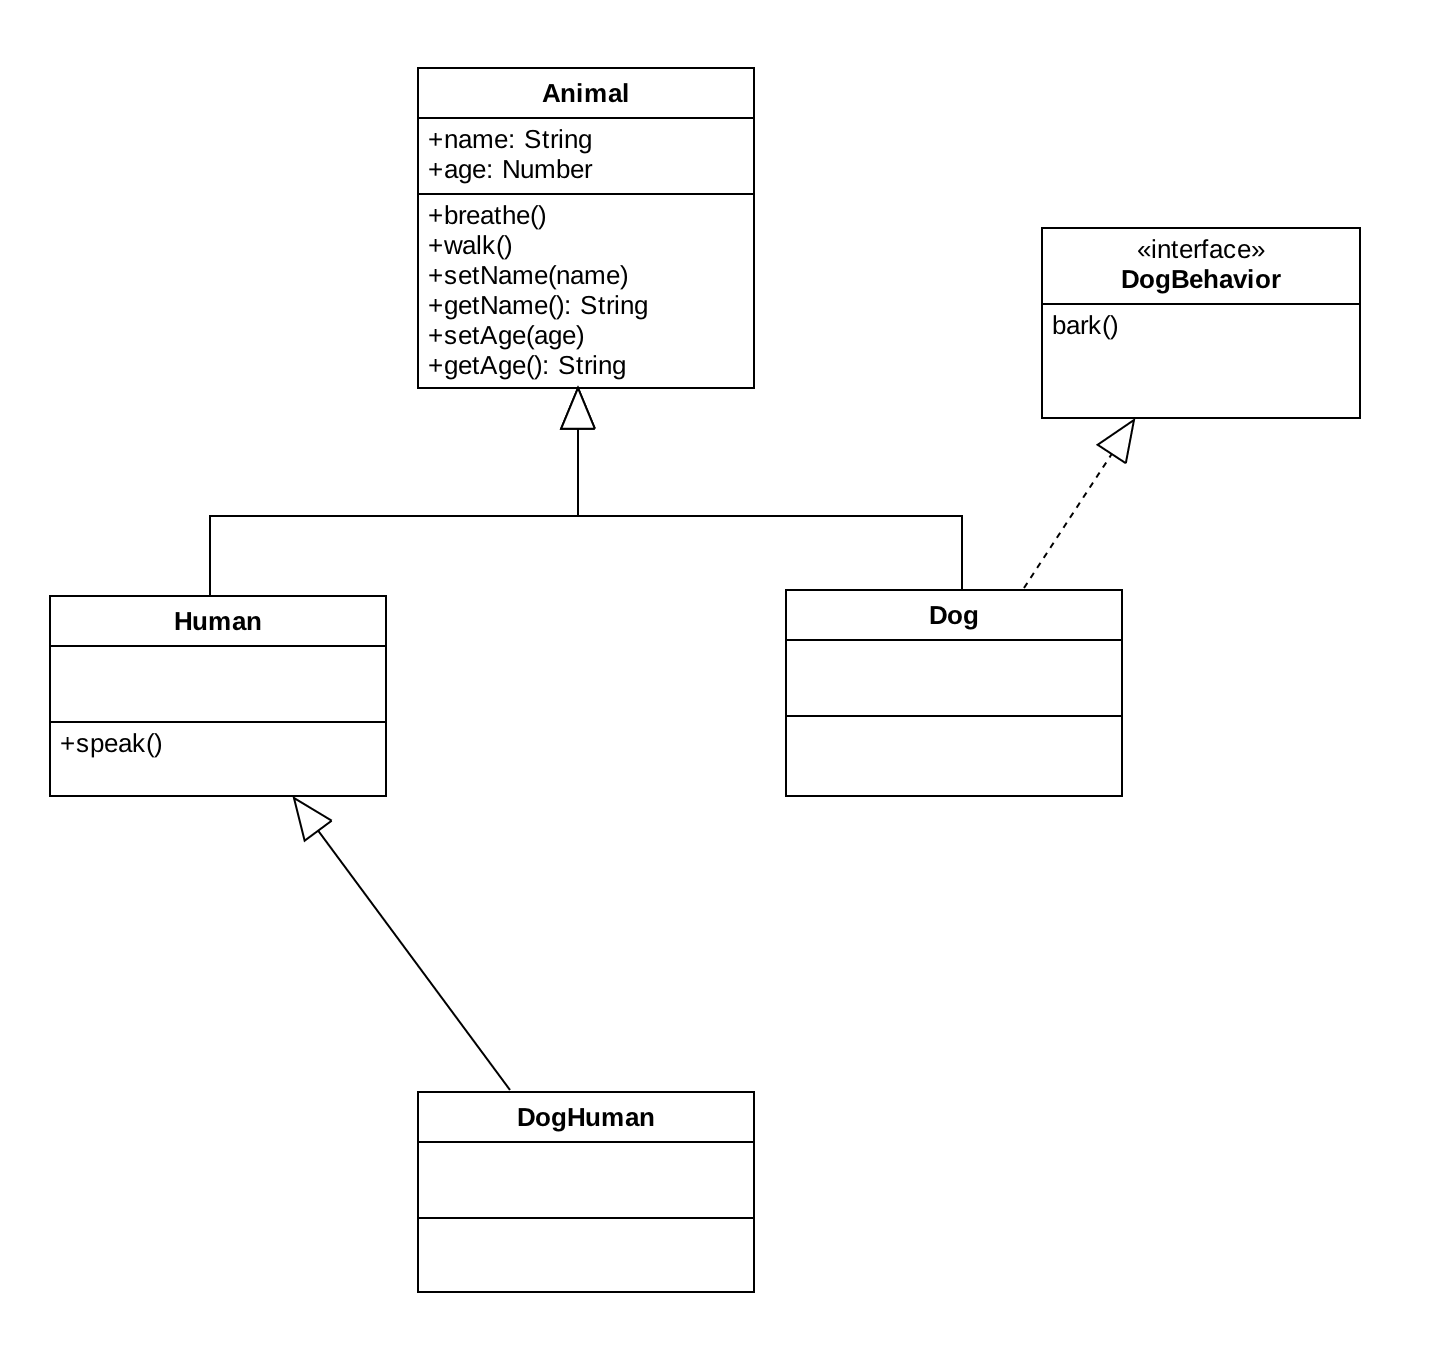 Animal
+name: String
+age: Number
+breathe()
+walk()
+setName(name)
+getName(): String
+setAge(age)
+getAge(): String
«interface»
DogBehavior
bark()
Human
+speak()
Dog
DogHuman